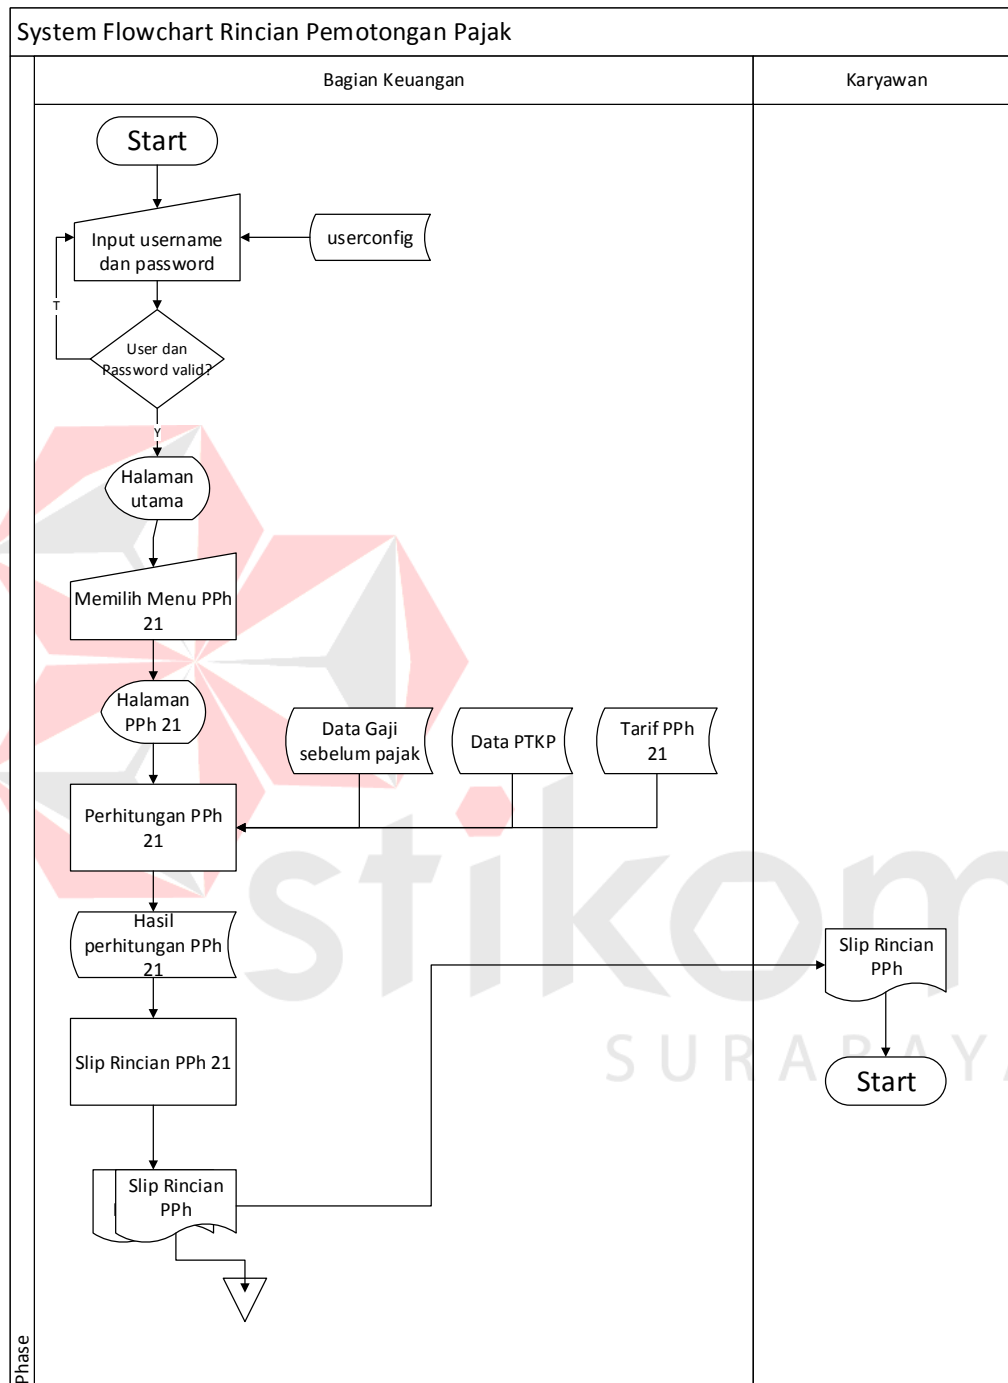 System Flowchart Rincian Pemotongan Pajak
Bagian Keuangan
Karyawan
Start
Input username
dan password
userconfig
T
User dan
Password valid?
Y
Halaman
utama
Memilih Menu PPh
21
Halaman
PPh 21
Data Gaji
sebelum pajak
Data PTKP
Tarif PPh
21
Perhitungan PPh
21
Hasil
perhitungan PPh
21
Slip Rincian
PPh
Slip Rincian PPh 21
Start
Slip Rincian
PPh
Phase
stikom
SURABAYA